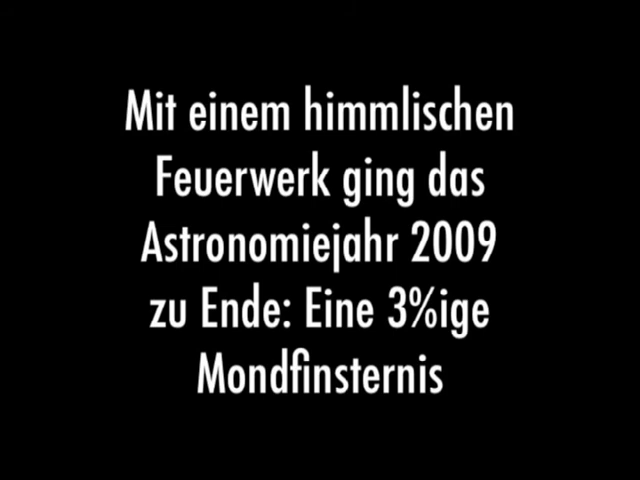 Mit einem himmlischen
Feuerwerk ging das
Astronomiejahr 2009
zu Ende: Eine 3%ige
Mondfinsternis